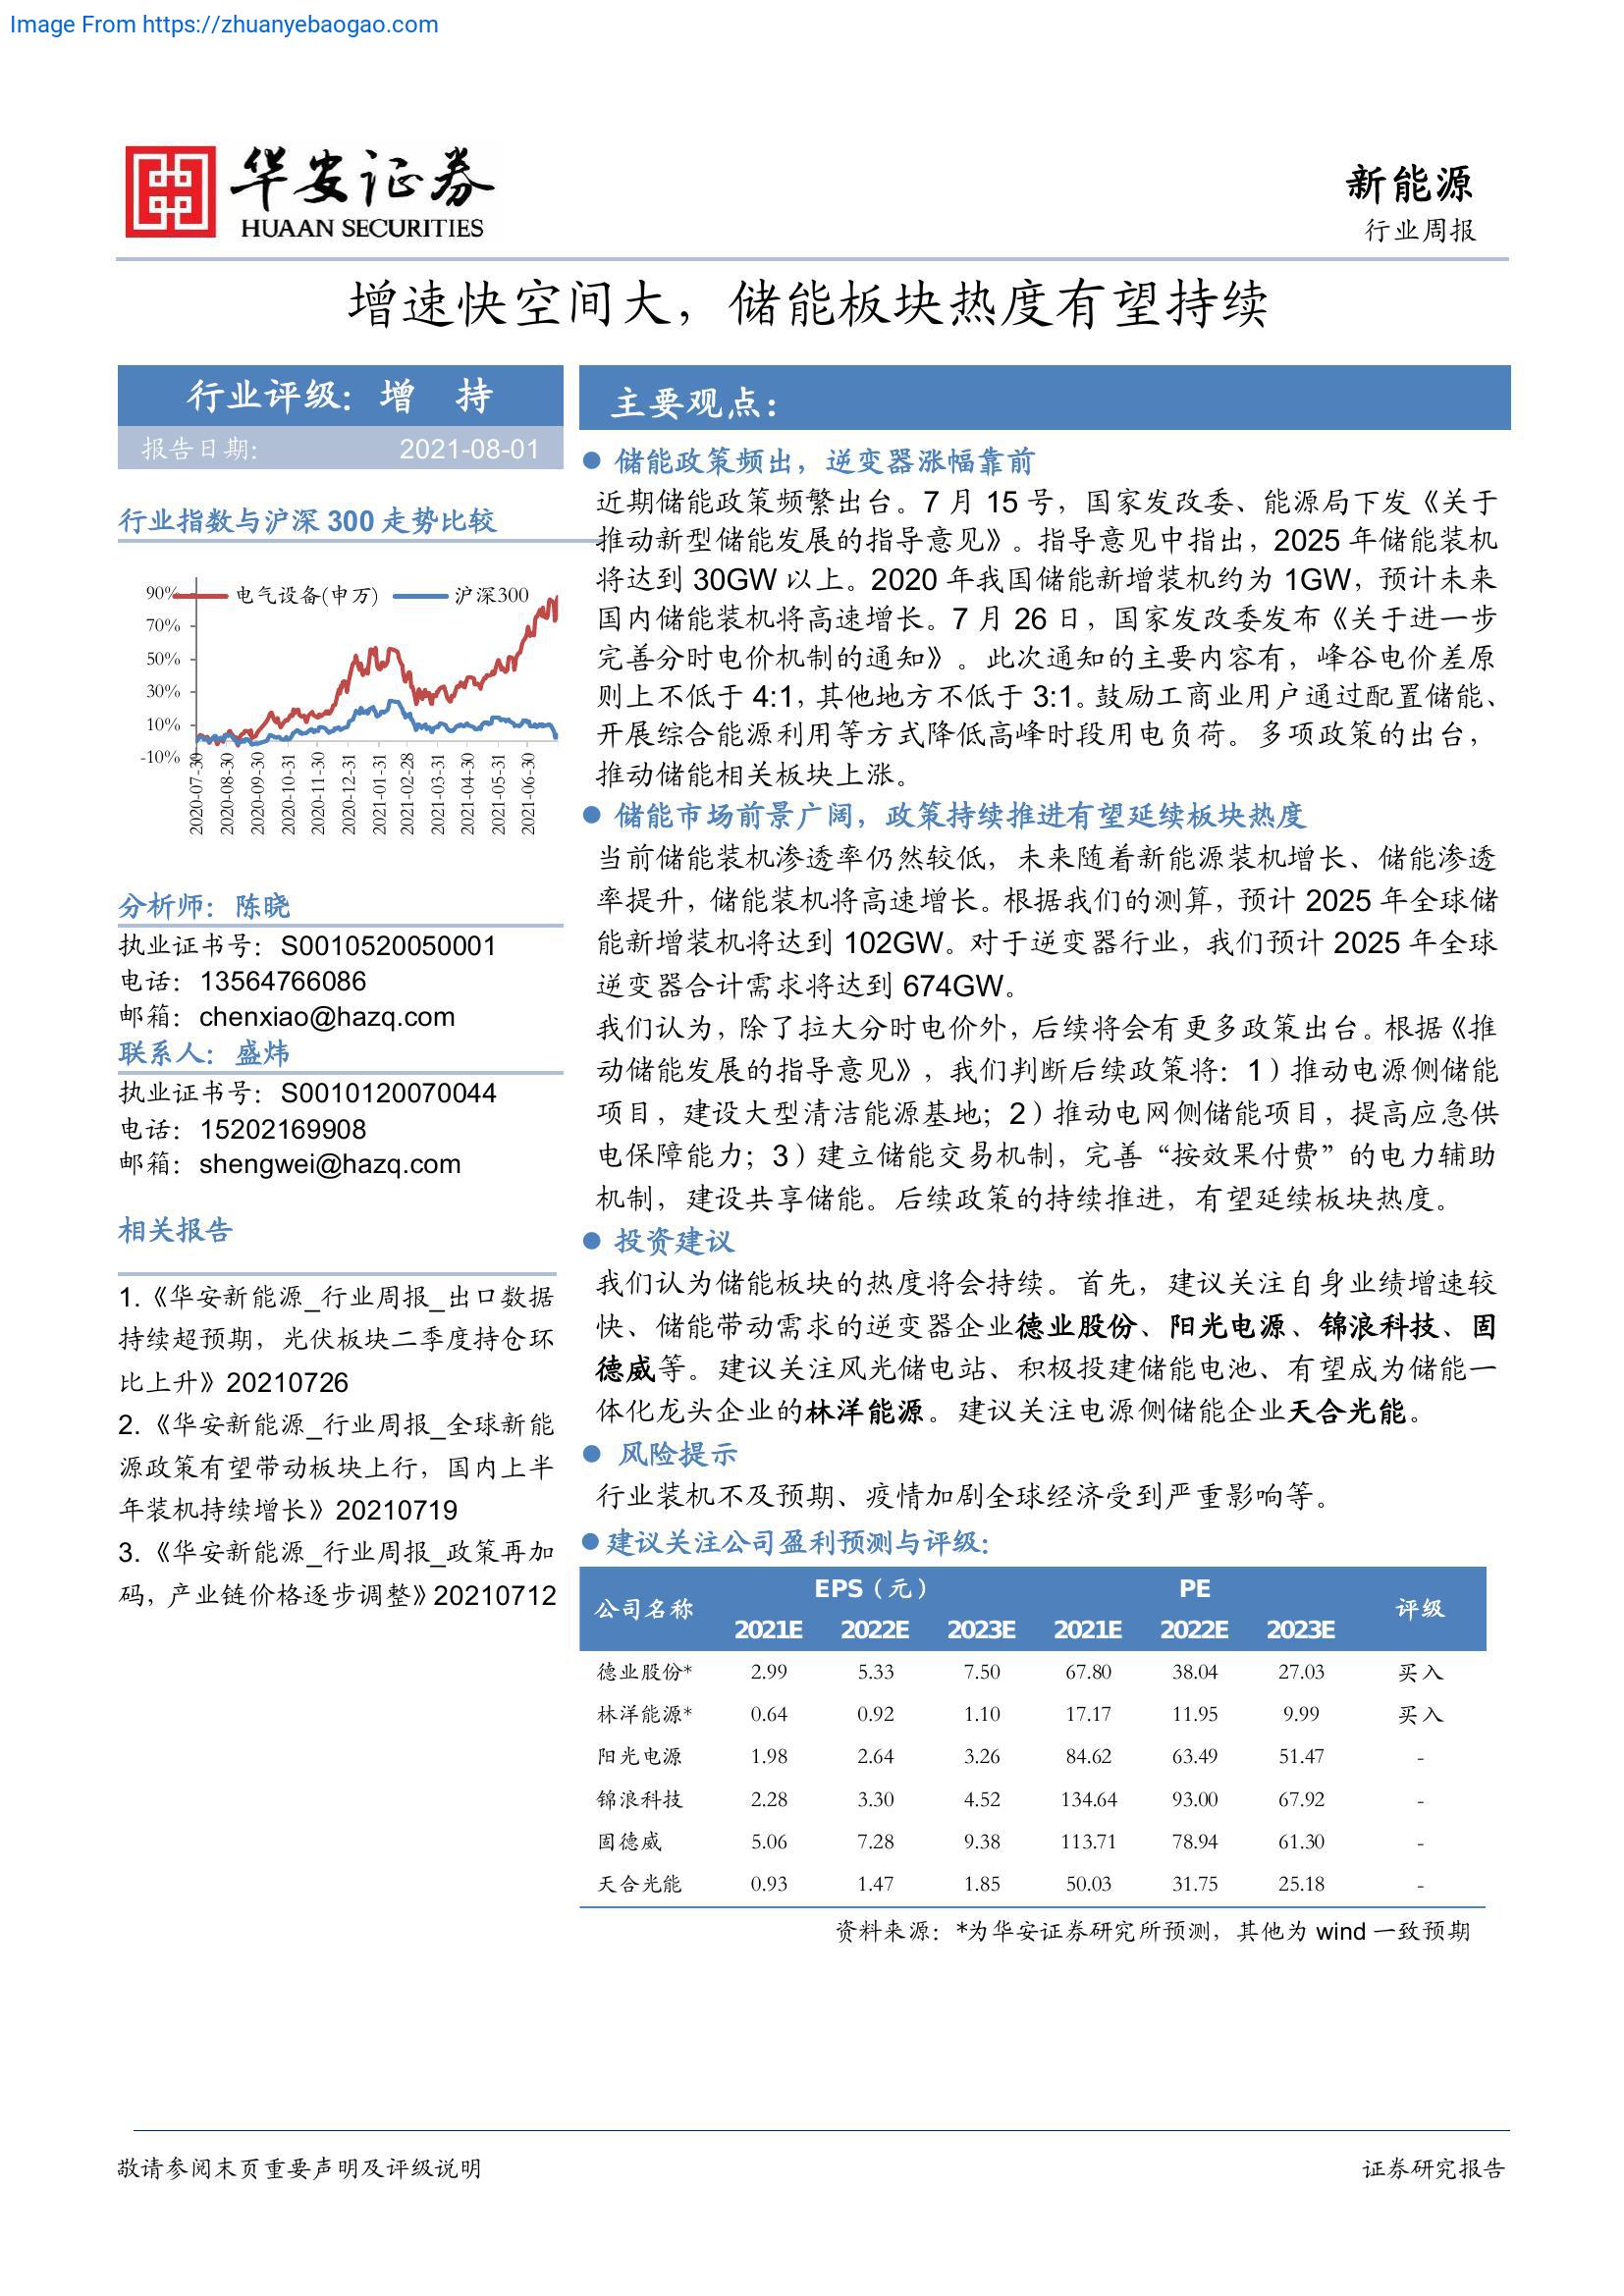 Image From https://zhuanyebaogao.com
华安证券
HUAAN SECURITIES
新能源
行业周报
增速快空间大，储能板块热度有望持续
行业评级：增 持
报告日期： 2021-08-01
行业指数与沪深 300 走势比较
电气设备(申万) 沪深300
90%
70%
50%
30%
10%
-10%
2020-07-30
2020-08-30
2020-09-30
2020-10-31
2020-11-30
2020-12-31
2021-01-31
2021-02-28
2021-03-31
2021-04-30
2021-05-31
2021-06-30
分析师：陈晓
执业证书号：S0010520050001
电话：13564766086
邮箱：chenxiao@hazq.com
联系人：盛炜
执业证书号：S0010120070044
电话：15202169908
邮箱：shengwei@hazq.com
相关报告
1.《华安新能源_行业周报_出口数据
持续超预期，光伏板块二季度持仓环
比上升》20210726
2.《华安新能源_行业周报_全球新能
源政策有望带动板块上行，国内上半
年装机持续增长》20210719
3.《华安新能源_行业周报_政策再加
码，产业链价格逐步调整》20210712
主要观点：
● 储能政策频出，逆变器涨幅靠前
近期储能政策频繁出台。7 月 15 号，国家发改委、能源局下发《关于
推动新型储能发展的指导意见》。指导意见中指出，2025 年储能装机
将达到 30GW 以上。2020 年我国储能新增装机约为 1GW，预计未来
国内储能装机将高速增长。7 月 26 日，国家发改委发布《关于进一步
完善分时电价机制的通知》。此次通知的主要内容有，峰谷电价差原
则上不低于 4:1，其他地方不低于 3:1。鼓励工商业用户通过配置储能、
开展综合能源利用等方式降低高峰时段用电负荷。多项政策的出台，
推动储能相关板块上涨。
● 储能市场前景广阔，政策持续推进有望延续板块热度
当前储能装机渗透率仍然较低，未来随着新能源装机增长、储能渗透
率提升，储能装机将高速增长。根据我们的测算，预计 2025 年全球储
能新增装机将达到 102GW。对于逆变器行业，我们预计 2025 年全球
逆变器合计需求将达到 674GW。
我们认为，除了拉大分时电价外，后续将会有更多政策出台。根据《推
动储能发展的指导意见》，我们判断后续政策将：1）推动电源侧储能
项目，建设大型清洁能源基地；2）推动电网侧储能项目，提高应急供
电保障能力；3）建立储能交易机制，完善“按效果付费”的电力辅助
机制，建设共享储能。后续政策的持续推进，有望延续板块热度。
● 投资建议
我们认为储能板块的热度将会持续。首先，建议关注自身业绩增速较
快、储能带动需求的逆变器企业德业股份、阳光电源、锦浪科技、固
德威等。建议关注风光储电站、积极投建储能电池、有望成为储能一
体化龙头企业的林洋能源。建议关注电源侧储能企业天合光能。
● 风险提示
行业装机不及预期、疫情加剧全球经济受到严重影响等。
● 建议关注公司盈利预测与评级：
公司名称 EPS（元） PE 评级
2021E 2022E 2023E 2021E 2022E 2023E
德业股份* 2.99 5.33 7.50 67.80 38.04 27.03 买入
林洋能源* 0.64 0.92 1.10 17.17 11.95 9.99 买入
阳光电源 1.98 2.64 3.26 84.62 63.49 51.47 -
锦浪科技 2.28 3.30 4.52 134.64 93.00 67.92 -
固德威 5.06 7.28 9.38 113.71 78.94 61.30 -
天合光能 0.93 1.47 1.85 50.03 31.75 25.18 -
资料来源：*为华安证券研究所预测，其他为 wind 一致预期
敬请参阅末页重要声明及评级说明
证券研究报告